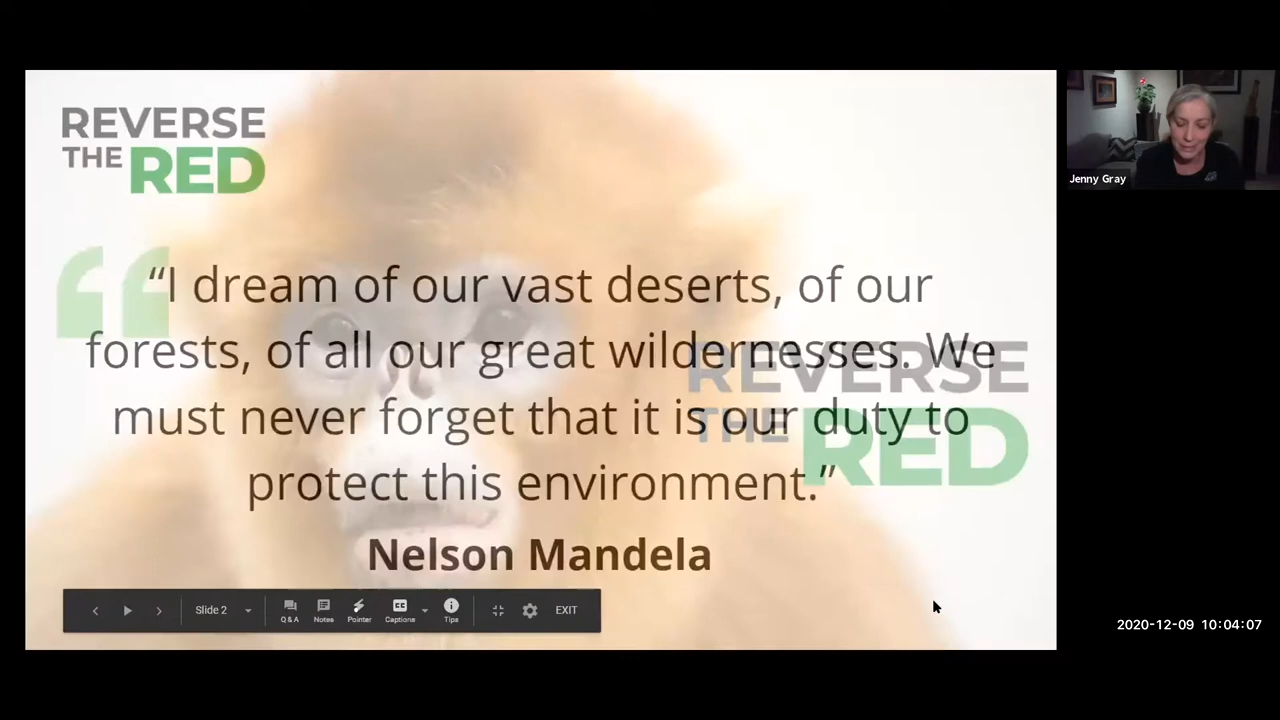 REVERSE
THE RED
“I dream of our vast deserts, of our
forests, of all our great wildernesses. We
must never forget that it is our duty to
protect this environment.”
Nelson Mandela
REVERSE
THE RED
Slide 2
Q & A
Notes
Pointer
CC
Captions
Tips
EXIT
Jenny Gray
2020-12-09 10:04:07